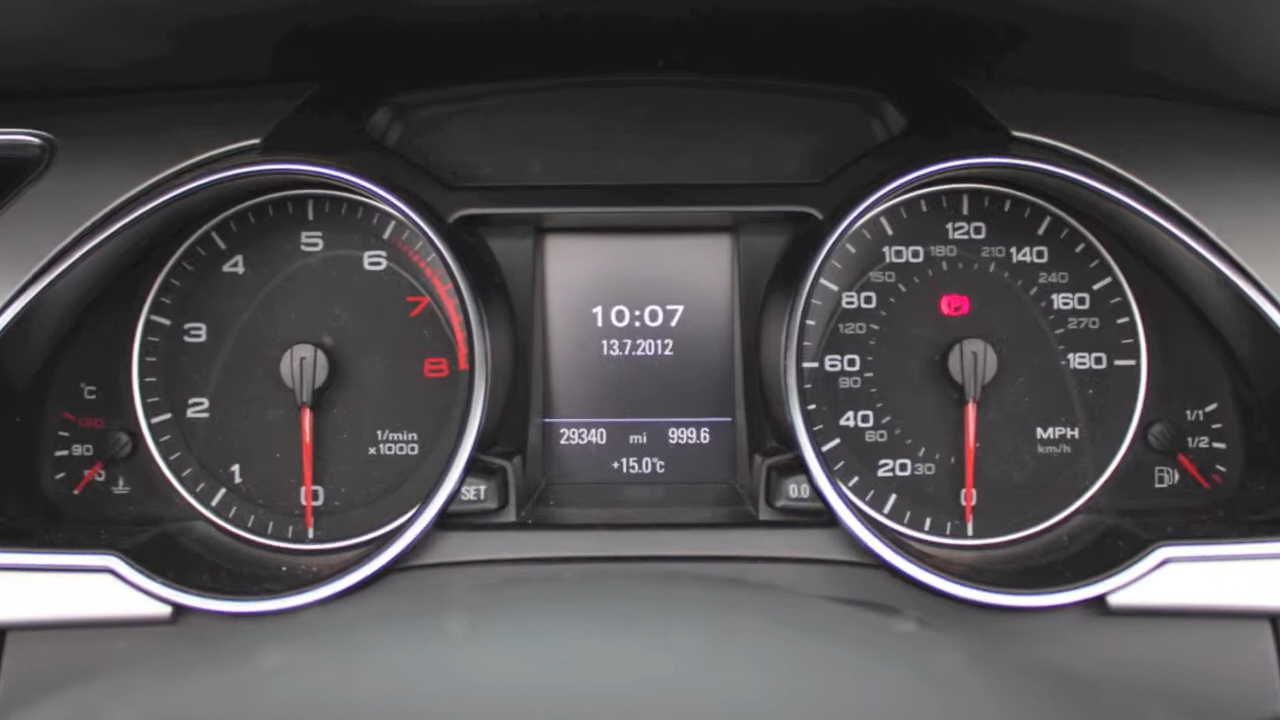 5
4
6
3
7
2
8
1
0
1/min
x1000
°C
130
90
SET
10:07
13.7.2012
29340 mi 999.6
+15.0°C
0.0
120
100 180 210 140
150 240
80 160
120 270
60 180
90
40
60
20 30
0
MPH
km/h
P
1/1
1/2